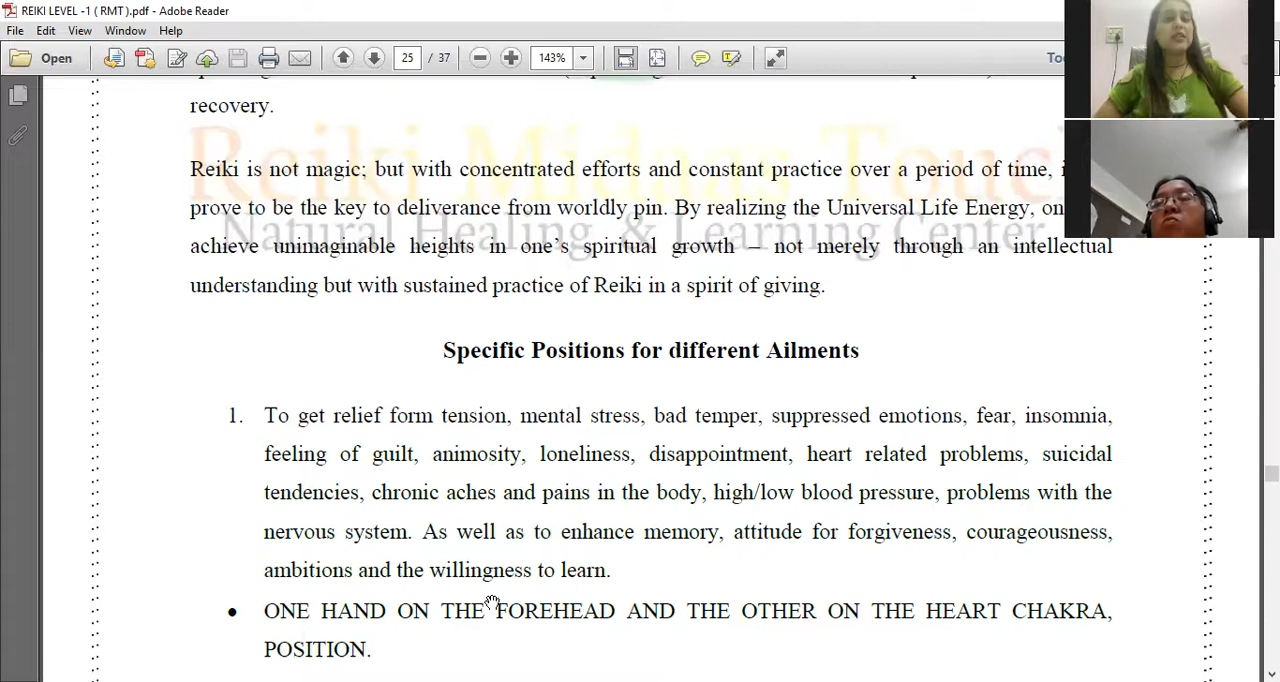 REIKI LEVEL -1 ( RMT ).pdf - Adobe Reader
File Edit View Window Help
Open 25 / 37 143%
recovery.
Reiki Midaas Touch
Natural Healing & Learning Center
Reiki is not magic; but with concentrated efforts and constant practice over a period of time,
prove to be the key to deliverance from worldly pin. By realizing the Universal Life Energy,
achieve unimaginable heights in one's spiritual growth – not merely through an intellectual
understanding but with sustained practice of Reiki in a spirit of giving.
Specific Positions for different Ailments
1. To get relief form tension, mental stress, bad temper, suppressed emotions, fear, insomnia,
feeling of guilt, animosity, loneliness, disappointment, heart related problems, suicidal
tendencies, chronic aches and pains in the body, high/low blood pressure, problems with the
nervous system. As well as to enhance memory, attitude for forgiveness, courageousness,
ambitions and the willingness to learn.
• ONE HAND ON THE FOREHEAD AND THE OTHER ON THE HEART CHAKRA,
POSITION.